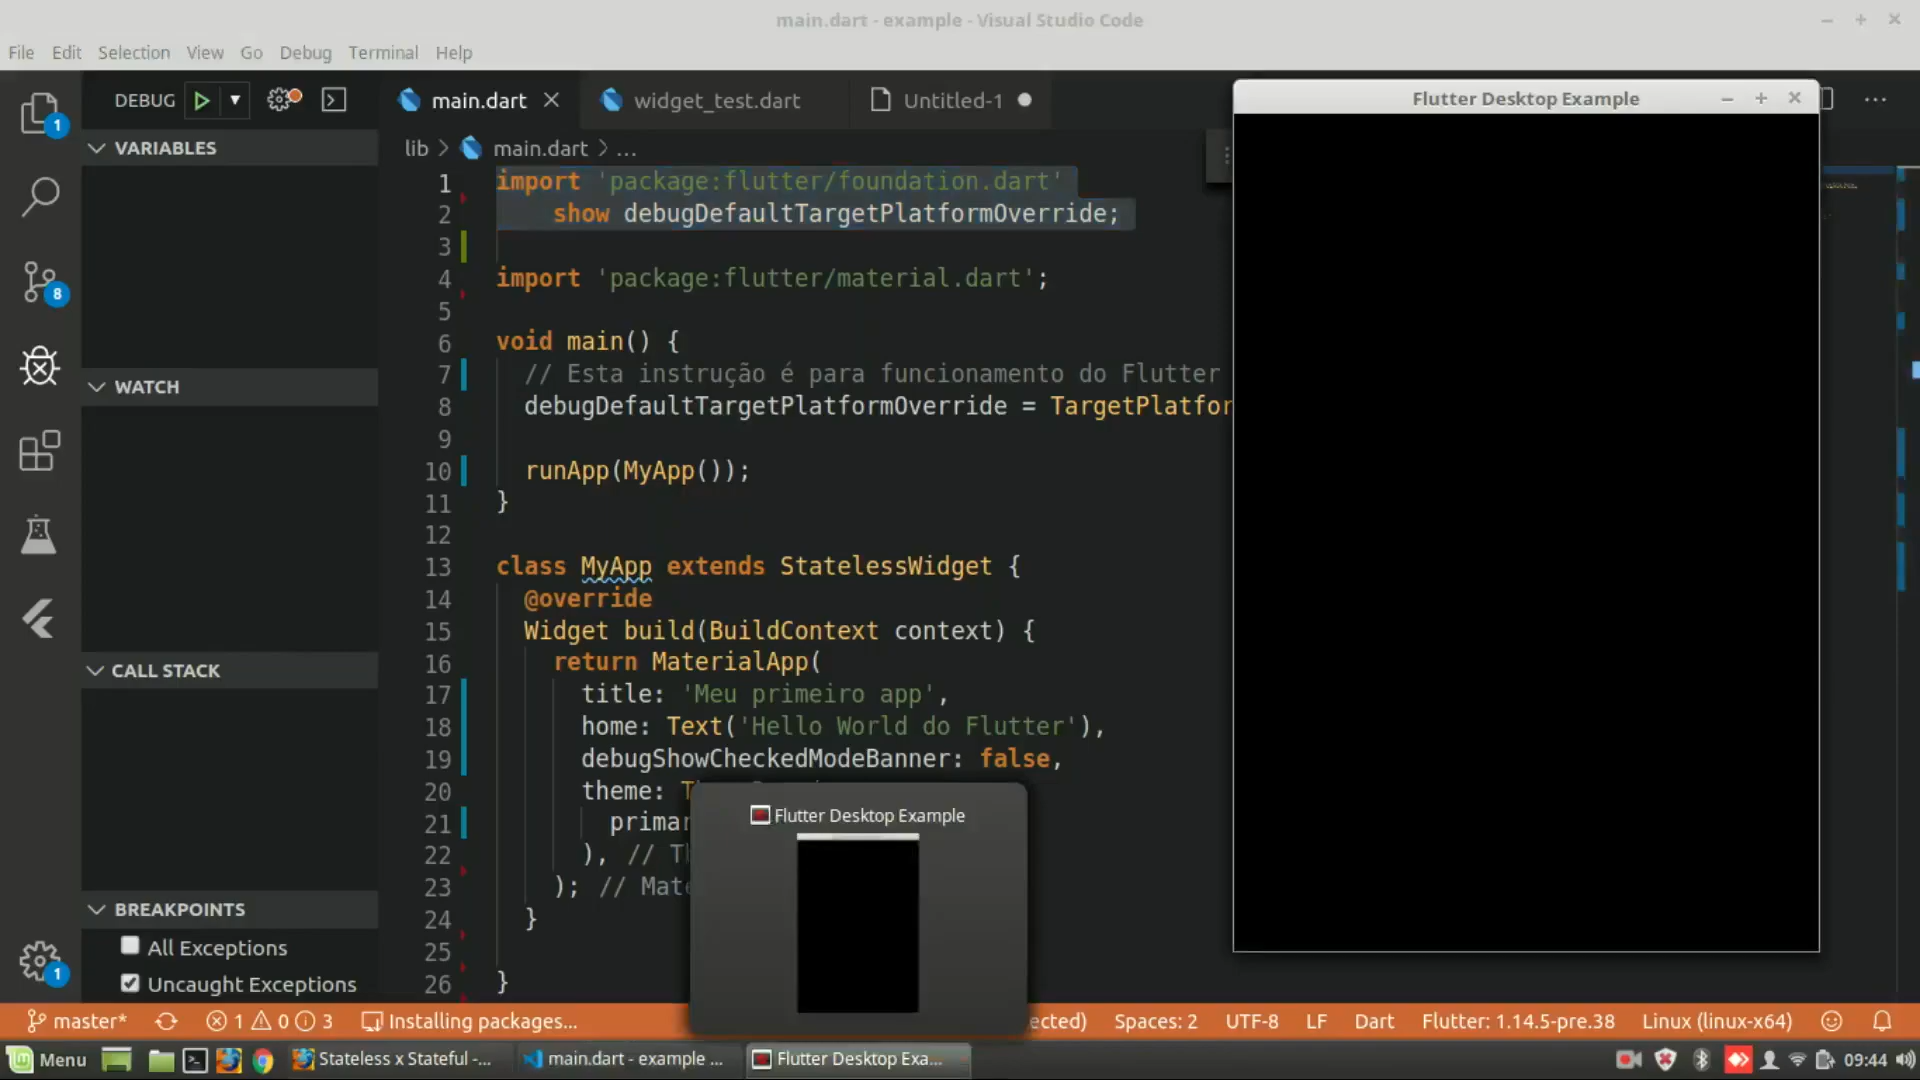 main.dart - example - Visual Studio Code
File Edit Selection View Go Debug Terminal Help
DEBUG
main.dart
widget_test.dart
Untitled-1
Flutter Desktop Example
VARIABLES
lib > main.dart > ...
1 import 'package:flutter/foundation.dart'
2 show debugDefaultTargetPlatformOverride;
3
4 import 'package:flutter/material.dart';
5
6 void main() {
7 // Esta instrução é para funcionamento do Flutter
8 debugDefaultTargetPlatformOverride = TargetPlatfor
9
10 runApp(MyApp());
11 }
12
13 class MyApp extends StatelessWidget {
14 @override
15 Widget build(BuildContext context) {
16 return MaterialApp(
17 title: 'Meu primeiro app',
18 home: Text('Hello World do Flutter'),
19 debugShowCheckedModeBanner: false,
20 theme:
21 primar
22 ), // Th
23 ); // Mate
24 }
25
26 }
WATCH
CALL STACK
BREAKPOINTS
All Exceptions
Uncaught Exceptions
1
8
1
Flutter Desktop Example
master* 1 0 3 Installing packages... ected) Spaces: 2 UTF-8 LF Dart Flutter: 1.14.5-pre.38 Linux (linux-x64)
Menu Stateless x Stateful -... main.dart - example ... Flutter Desktop Exa... 09:44